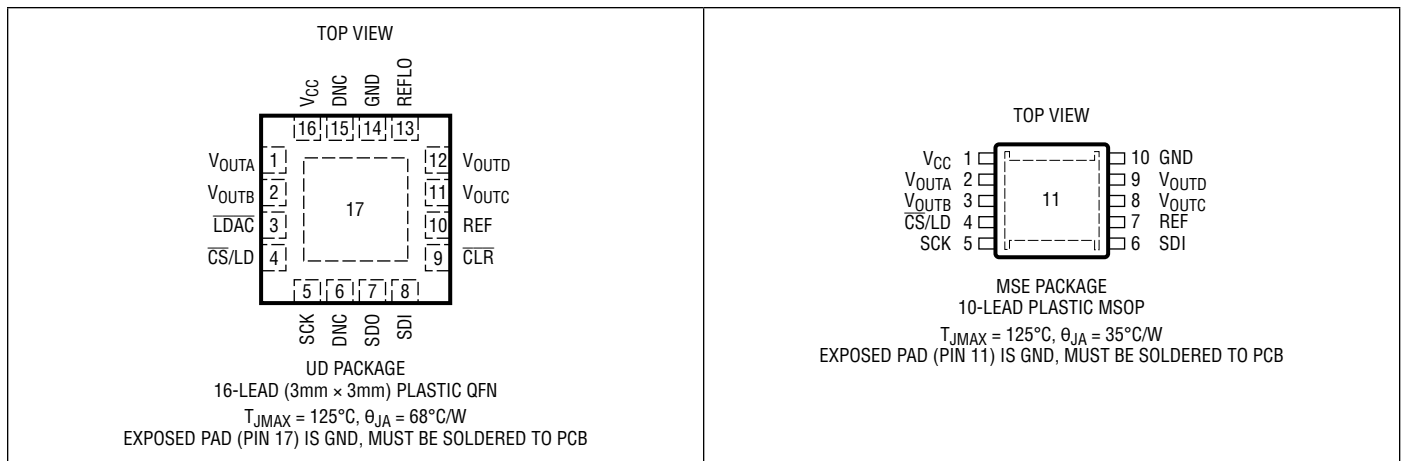 TOP VIEW
VCC DNC GND REFLO
16 15 14 13
VOUTA 1 12 VOUTD
VOUTB 2 11 VOUTC
17
L̅D̅A̅C̅ 3 10 REF
C̅S̅/LD 4 9 C̅L̅R̅
5 6 7 8
SCK DNC SDO SDI
UD PACKAGE
16-LEAD (3mm × 3mm) PLASTIC QFN
TJMAX = 125°C, θJA = 68°C/W
EXPOSED PAD (PIN 17) IS GND, MUST BE SOLDERED TO PCB
TOP VIEW
VCC 1 10 GND
VOUTA 2 9 VOUTD
VOUTB 3 11 8 VOUTC
C̅S̅/LD 4 7 REF
SCK 5 6 SDI
MSE PACKAGE
10-LEAD PLASTIC MSOP
TJMAX = 125°C, θJA = 35°C/W
EXPOSED PAD (PIN 11) IS GND, MUST BE SOLDERED TO PCB